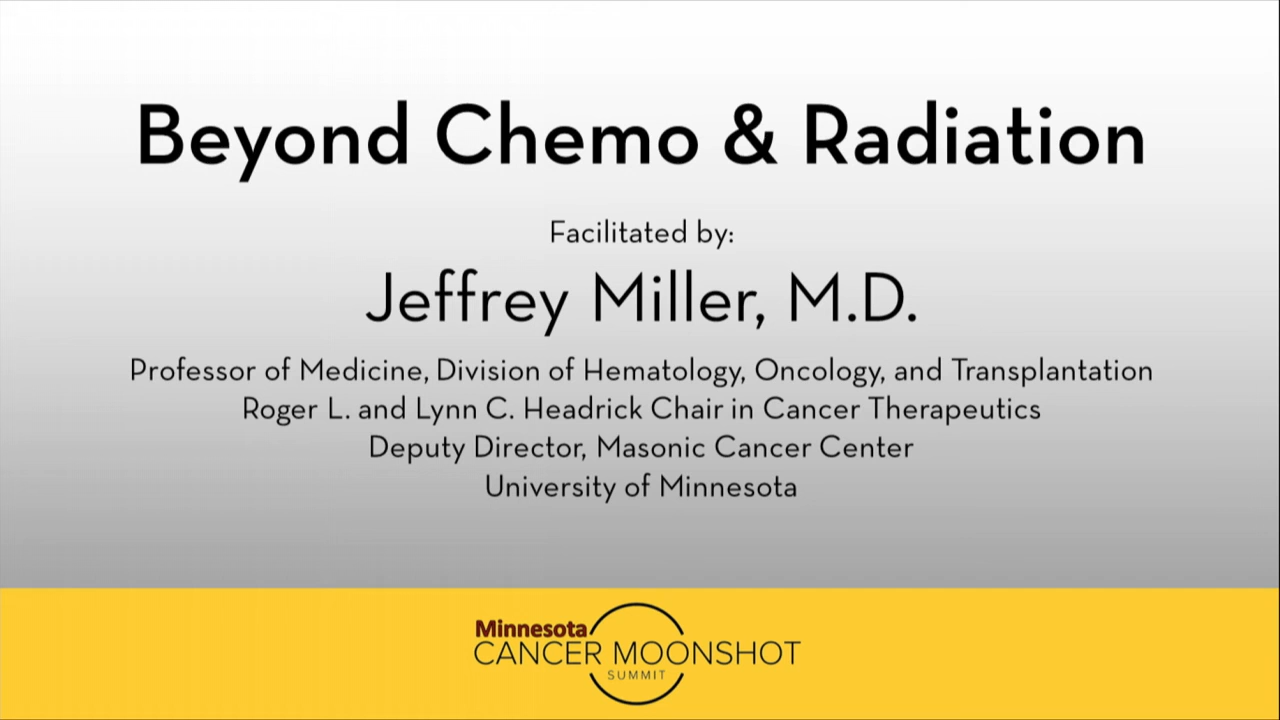 Beyond Chemo & Radiation
Facilitated by:
Jeffrey Miller, M.D.
Professor of Medicine, Division of Hematology, Oncology, and Transplantation
Roger L. and Lynn C. Headrick Chair in Cancer Therapeutics
Deputy Director, Masonic Cancer Center
University of Minnesota
Minnesota
CANCER MOONSHOT
SUMMIT